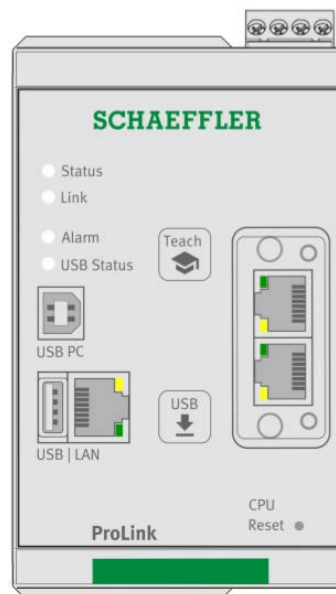 SCHAEFFLER
Status
Link
Alarm
USB Status
Teach
USB PC
USB
USB | LAN
CPU
Reset
ProLink